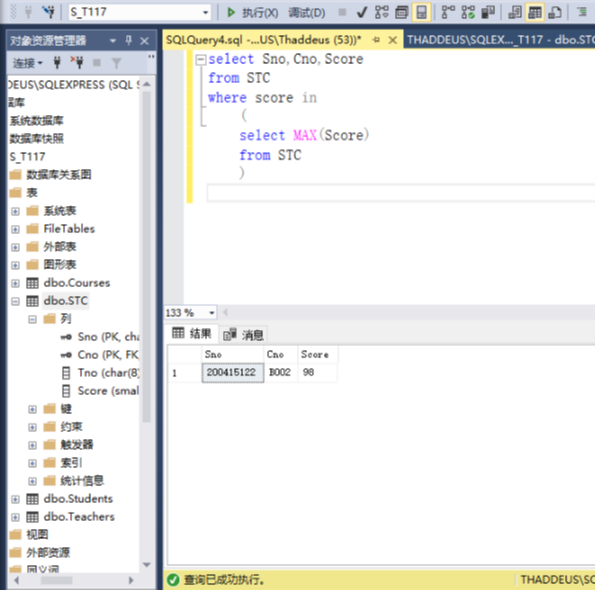 S_T117
执行(X)
调试(D)
对象资源管理器
SQLQuery4.sql -...US\Thaddeus (53))*
THADDEUS\SQLEX..._T117 - dbo.STC
连接
DEUS\SQLEXPRESS (SQL S
据库
系统数据库
数据库快照
S_T117
数据库关系图
表
系统表
FileTables
外部表
图形表
dbo.Courses
dbo.STC
列
Sno (PK, cha
Cno (PK, FK,
Tno (char(8)
Score (small
键
约束
触发器
索引
统计信息
dbo.Students
dbo.Teachers
视图
外部资源
同义词
select Sno,Cno,Score
from STC
where score in
(
select MAX(Score)
from STC
)
133 %
结果
消息
Sno Cno Score
1 200415122 B002 98
查询已成功执行。
THADDEUS\SQ